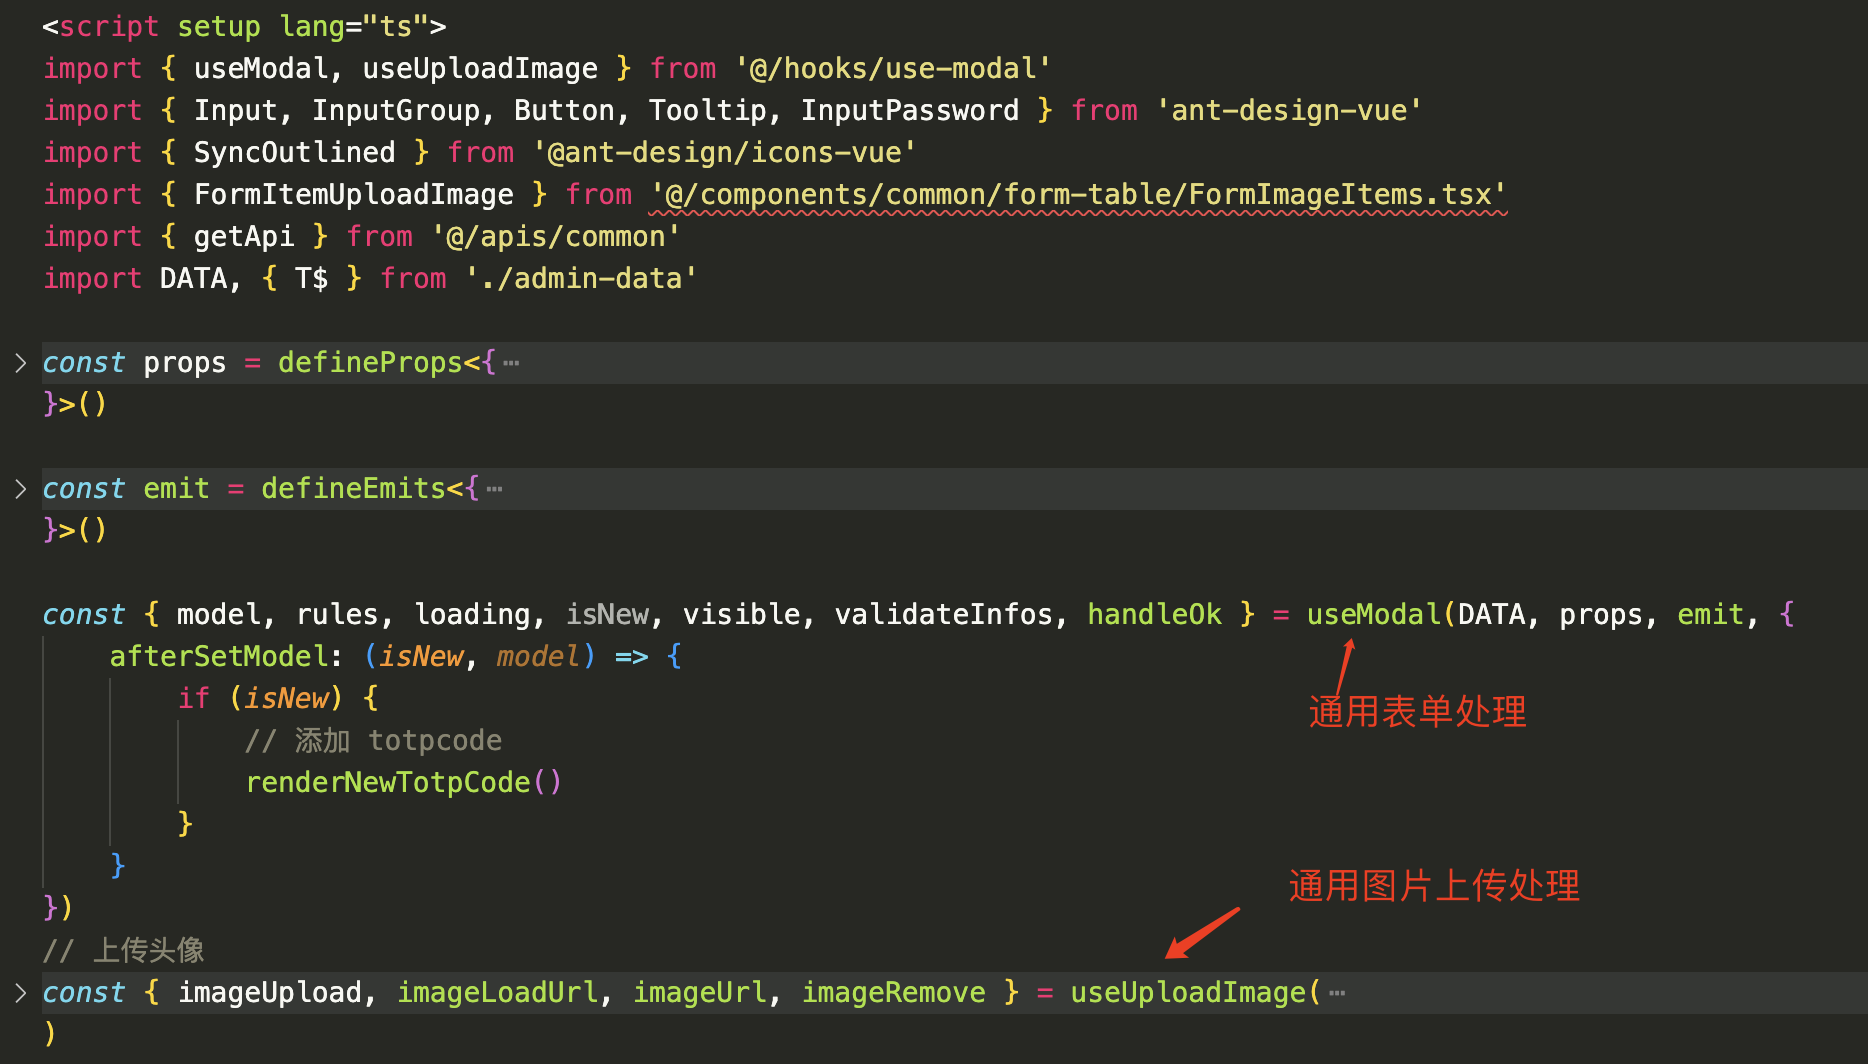 <script setup lang="ts">
import { useModal, useUploadImage } from '@/hooks/use-modal'
import { Input, InputGroup, Button, Tooltip, InputPassword } from 'ant-design-vue'
import { SyncOutlined } from '@ant-design/icons-vue'
import { FormItemUploadImage } from '@/components/common/form-table/FormImageItems.tsx'
import { getApi } from '@/apis/common'
import DATA, { T$ } from './admin-data'
const props = defineProps<{ ⋯
}>()
const emit = defineEmits<{ ⋯
}>()
const { model, rules, loading, isNew, visible, validateInfos, handleOk } = useModal(DATA, props, emit, {
afterSetModel: (isNew, model) => {
通用表单处理
if (isNew) {
// 添加 totpcode
renderNewTotpCode()
}
}
通用图片上传处理
})
// 上传头像
const { imageUpload, imageLoadUrl, imageUrl, imageRemove } = useUploadImage( ⋯
)